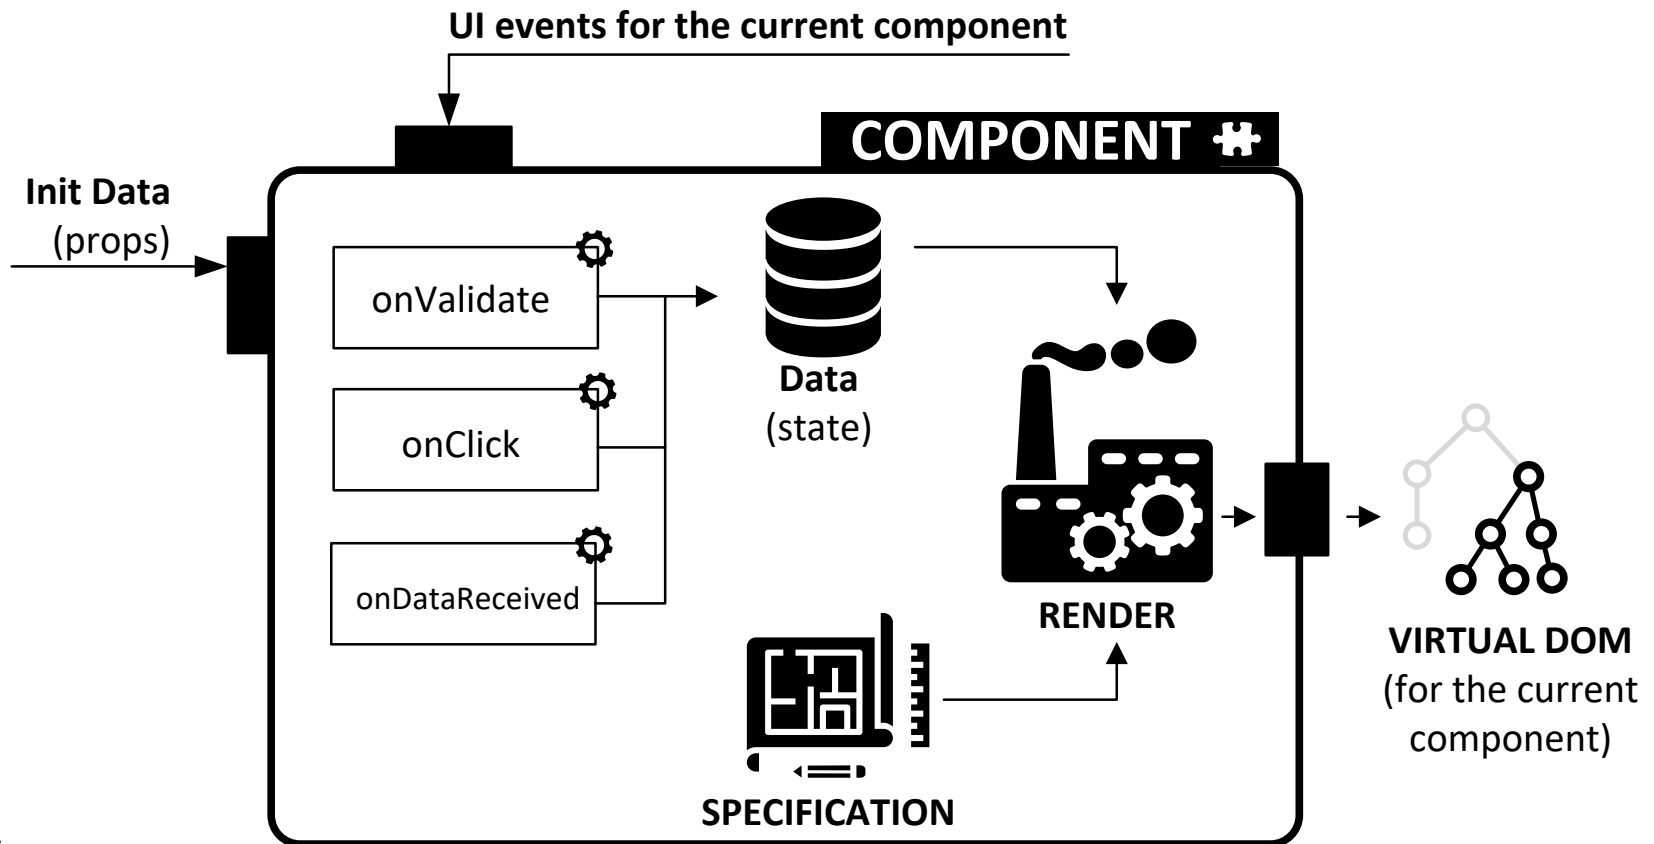 UI events for the current component
COMPONENT
Init Data
(props)
onValidate
onClick
onDataReceived
Data
(state)
RENDER
SPECIFICATION
VIRTUAL DOM
(for the current
component)